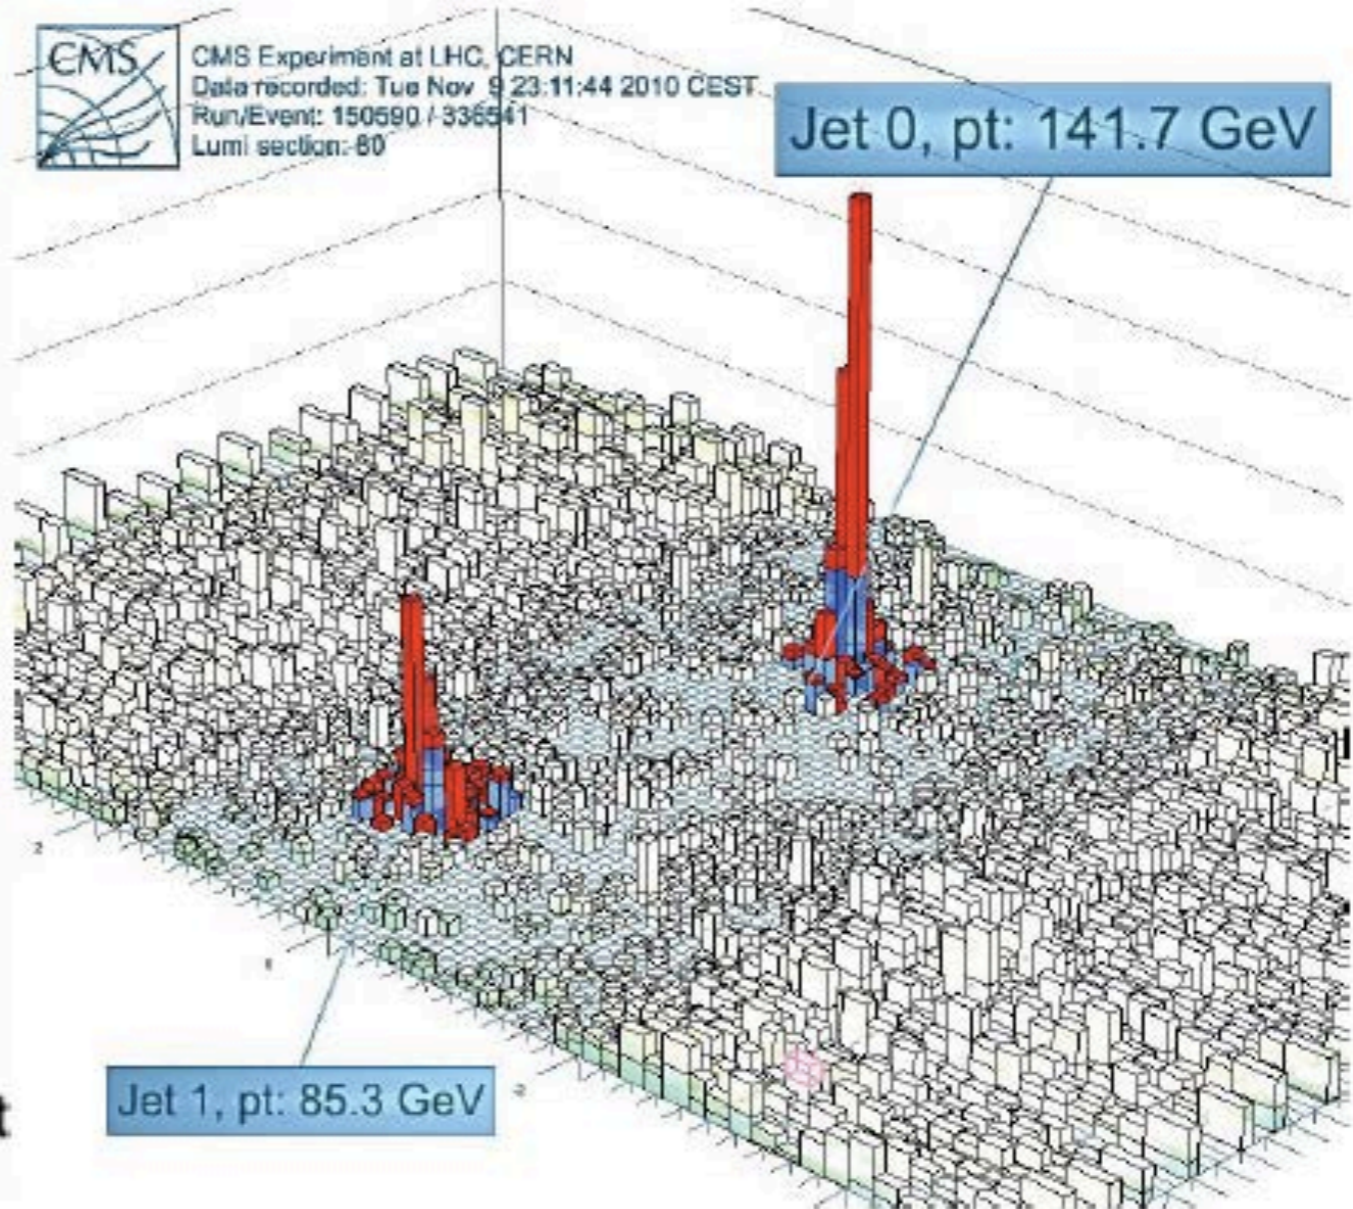 CMS
CMS Experiment at LHC, CERN
Data recorded: Tue Nov 9 23:11:44 2010 CEST
Run/Event: 150590 / 336541
Lumi section: 80
Jet 0, pt: 141.7 GeV
2
Jet 1, pt: 85.3 GeV
t